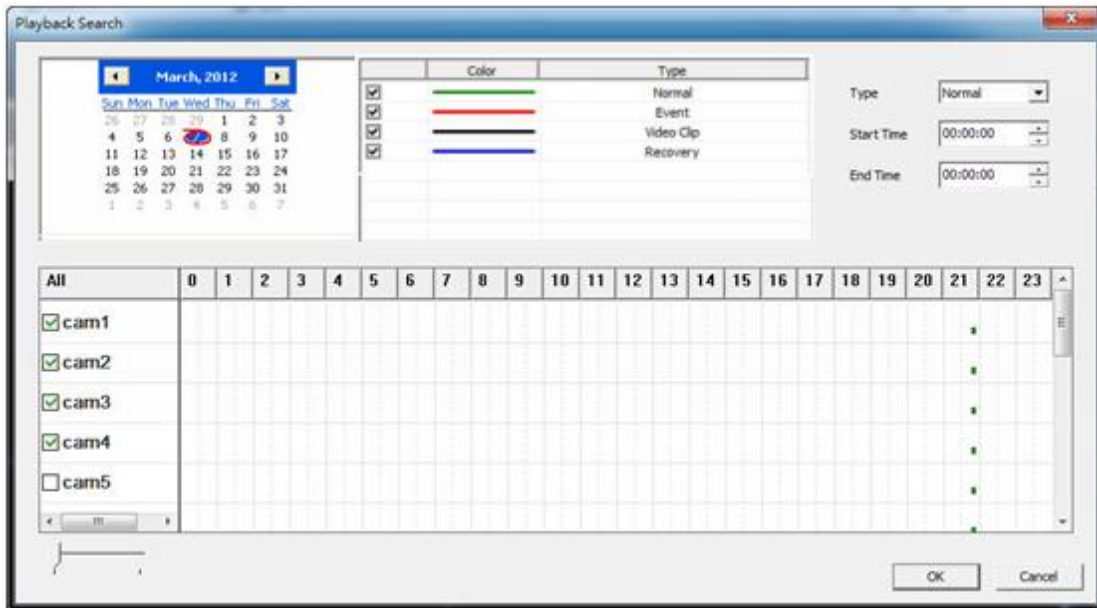 Playback Search
March, 2012
Sun Mon Tue Wed Thu Fri Sat
26 27 28 29 1 2 3
4 5 6 7 8 9 10
11 12 13 14 15 16 17
18 19 20 21 22 23 24
25 26 27 28 29 30 31
1 2 3 4 5 6 7
Color Type
Normal
Event
Video Clip
Recovery
Type Normal
Start Time 00:00:00
End Time 00:00:00
All 0 1 2 3 4 5 6 7 8 9 10 11 12 13 14 15 16 17 18 19 20 21 22 23
cam1
cam2
cam3
cam4
cam5
OK Cancel